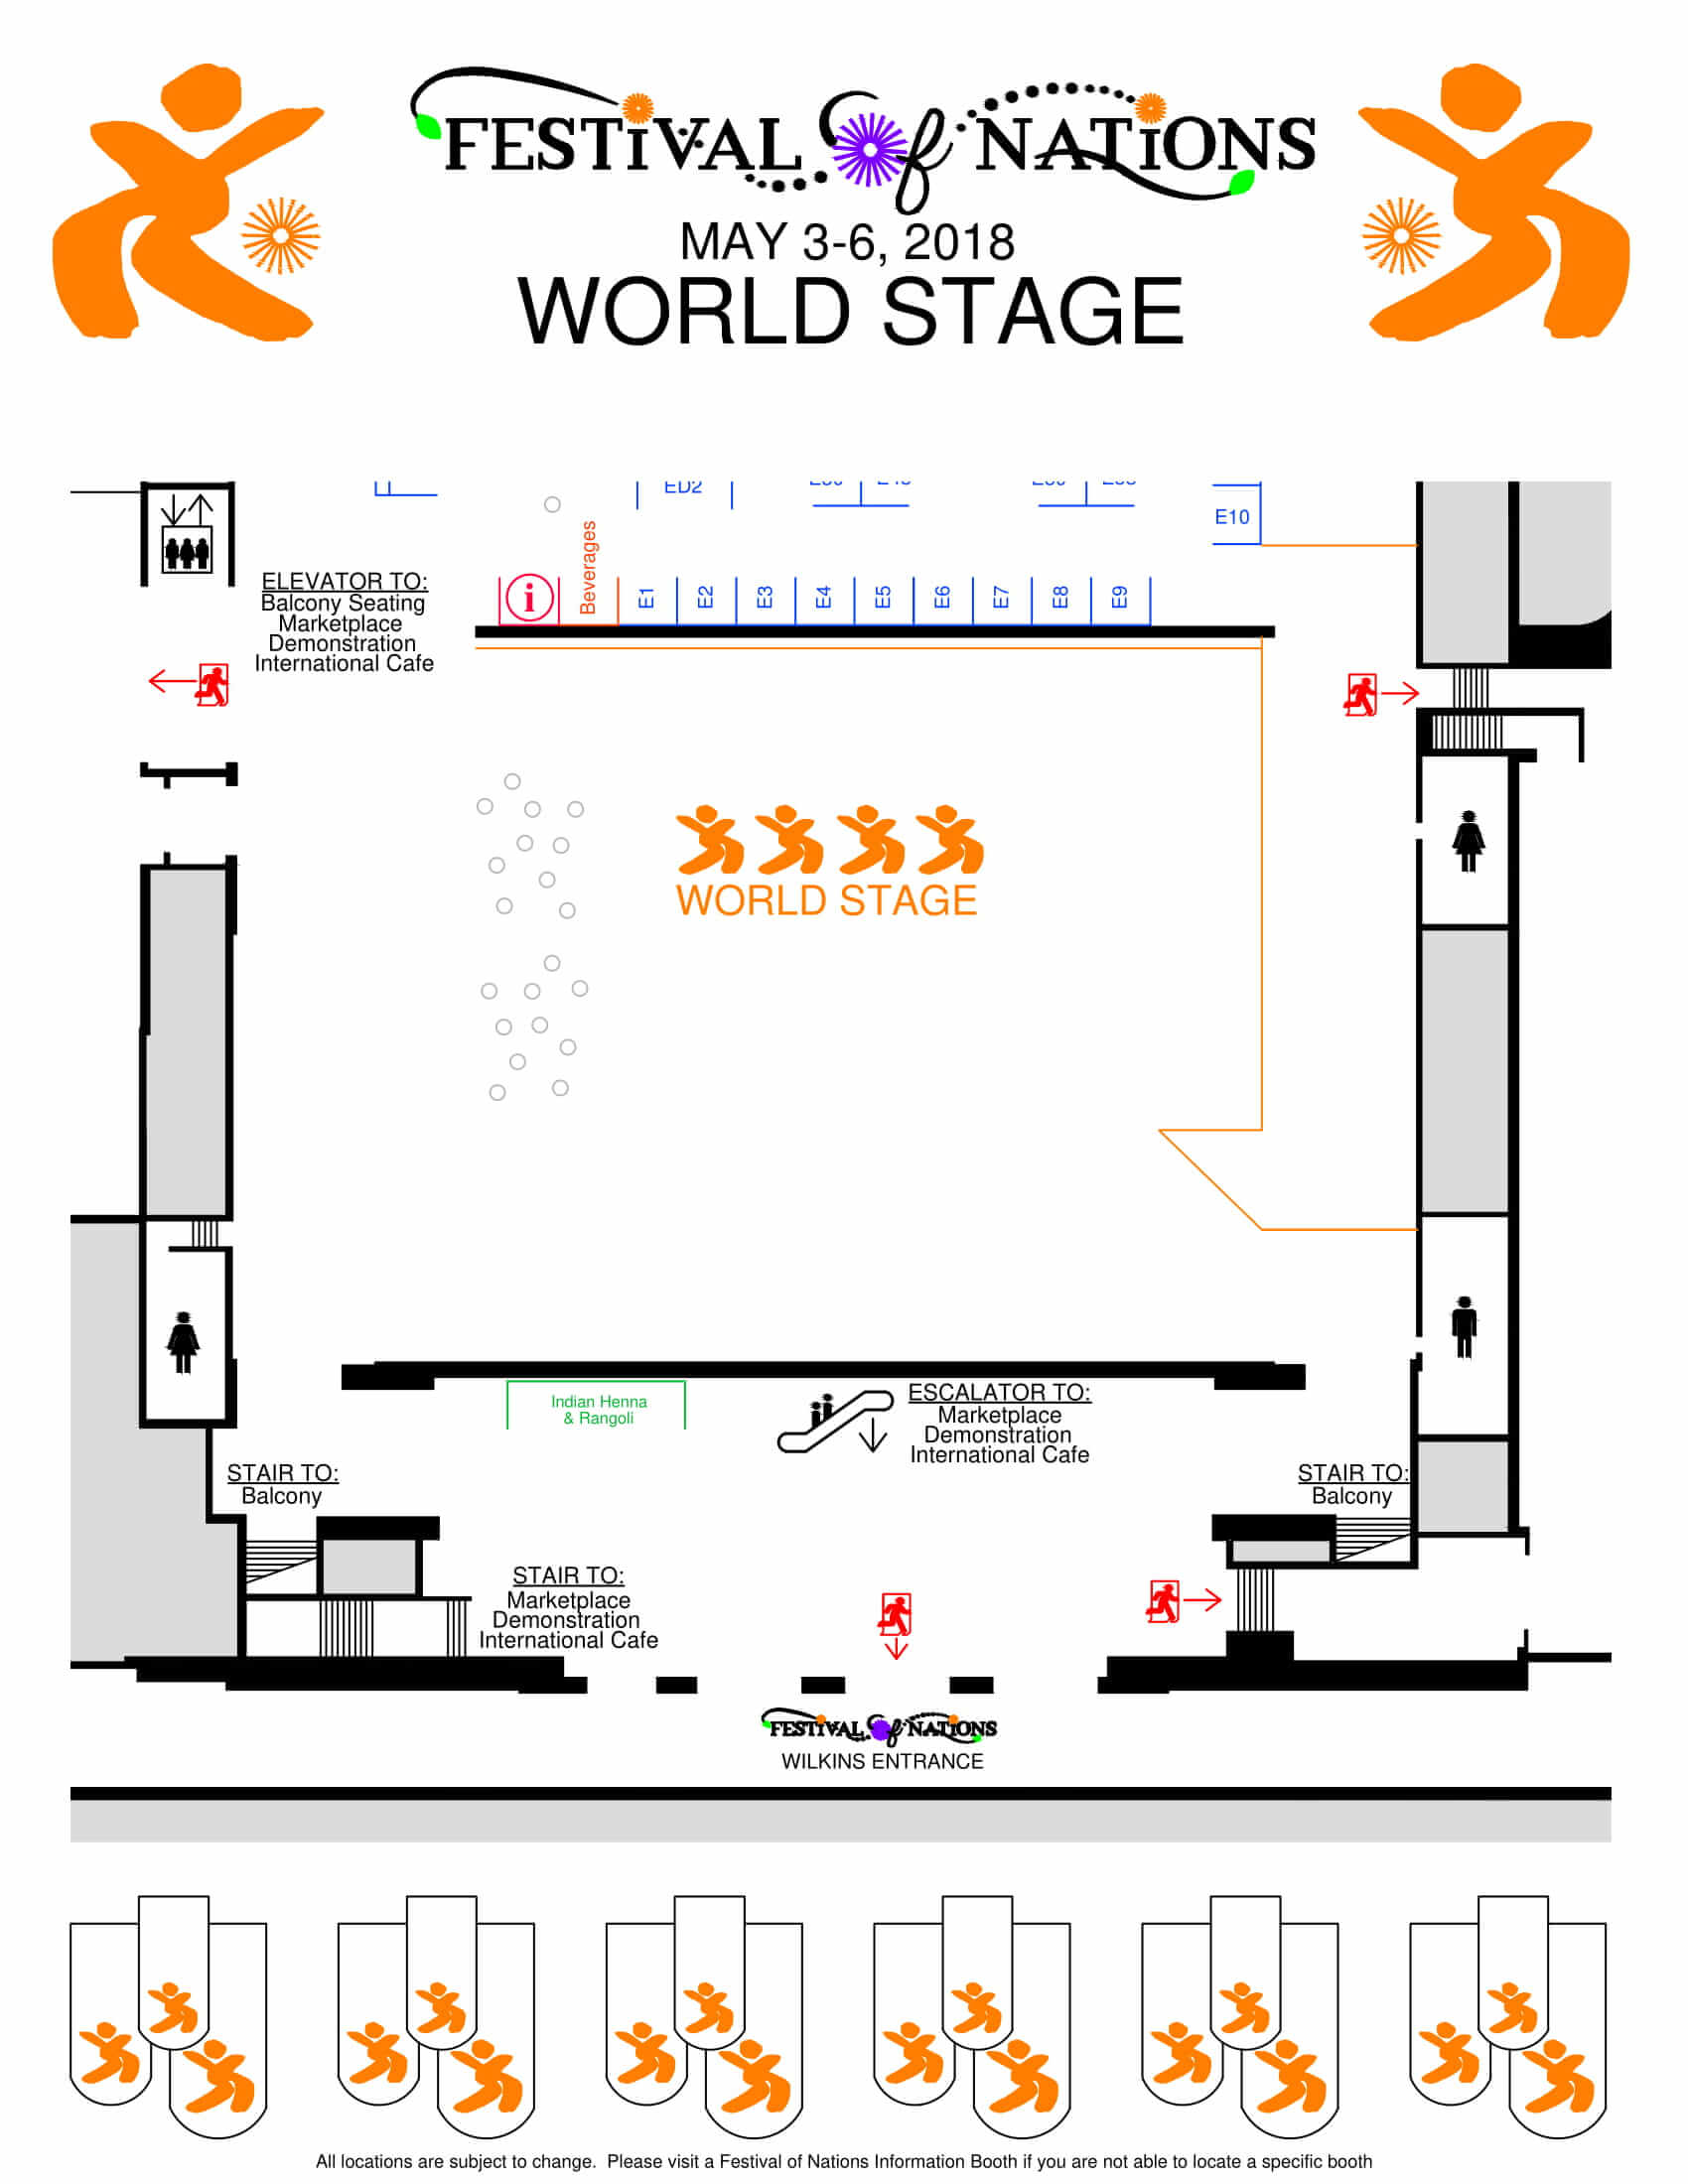 FESTiVAL Of NATiONS
MAY 3-6, 2018
WORLD STAGE
ED2
E10
ELEVATOR TO:
Balcony Seating
Marketplace
Demonstration
International Cafe
i
Beverages
E1
E2
E3
E4
E5
E6
E7
E8
E9
WORLD STAGE
Indian Henna
& Rangoli
ESCALATOR TO:
Marketplace
Demonstration
International Cafe
STAIR TO:
Balcony
STAIR TO:
Balcony
STAIR TO:
Marketplace
Demonstration
International Cafe
FESTiVAL Of NATiONS
WILKINS ENTRANCE
All locations are subject to change.  Please visit a Festival of Nations Information Booth if you are not able to locate a specific booth